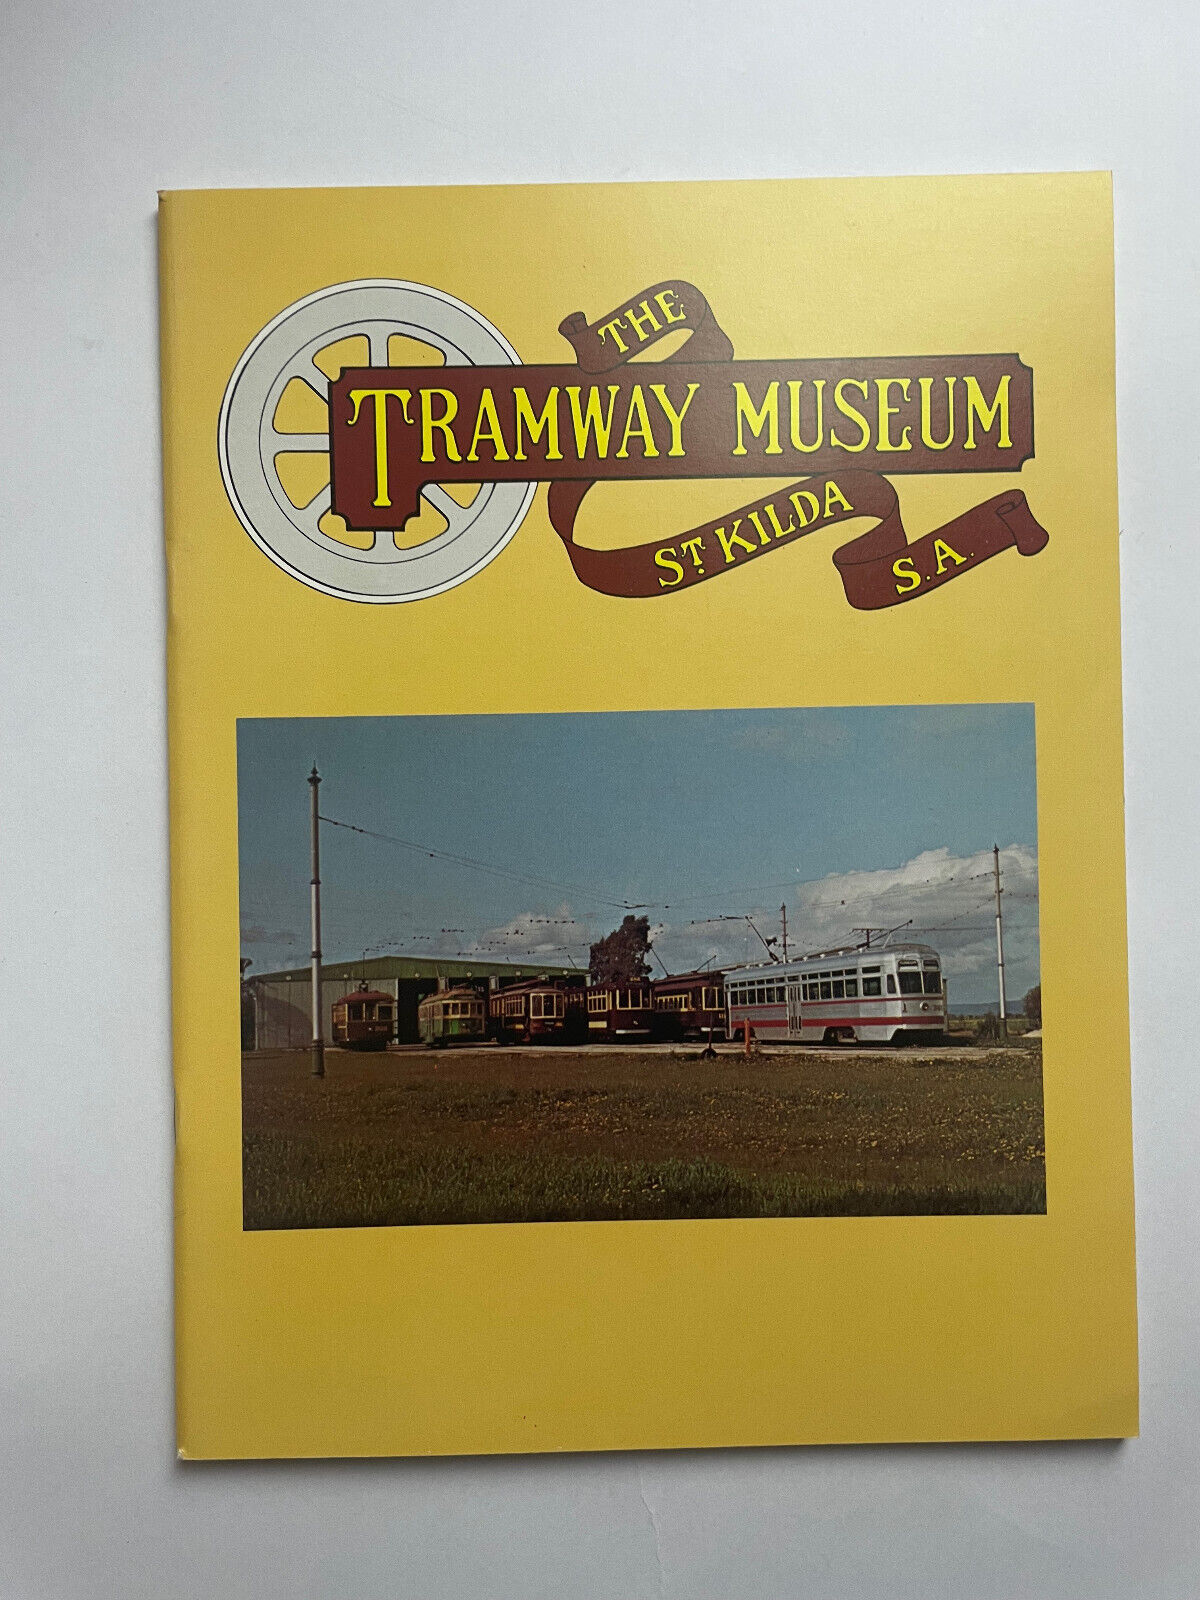 THE
TRAMWAY MUSEUM
ST. KILDA
S.A.